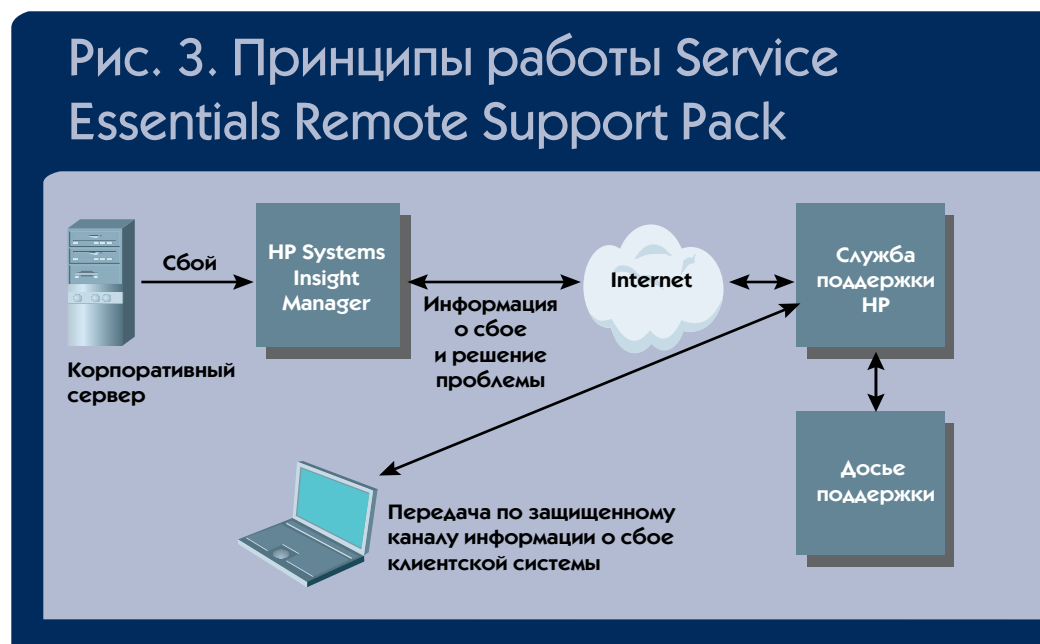 Рис. 3. Принципы работы Service
Essentials Remote Support Pack
Сбой
HP Systems
Insight
Manager
Информация
о сбое
и решение
проблемы
Internet
Служба
поддержки
HP
Корпоративный
сервер
Досье
поддержки
Передача по защищенному
каналу информации о сбое
клиентской системы